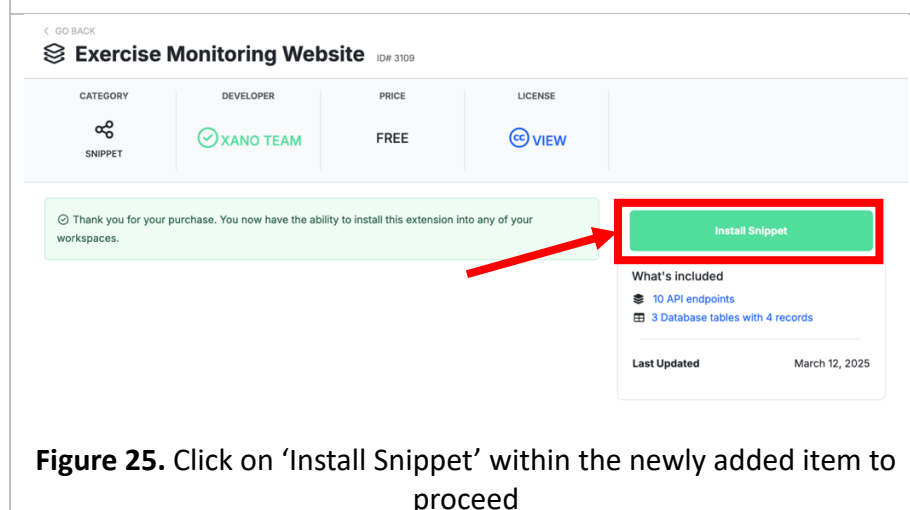 < GO BACK
Exercise Monitoring Website ID# 3109
CATEGORY DEVELOPER PRICE LICENSE
SNIPPET XANO TEAM FREE cc VIEW
Thank you for your purchase. You now have the ability to install this extension into any of your
workspaces.
Install Snippet
What's included
10 API endpoints
3 Database tables with 4 records
Last Updated March 12, 2025
Figure 25. Click on ‘Install Snippet’ within the newly added item to
proceed